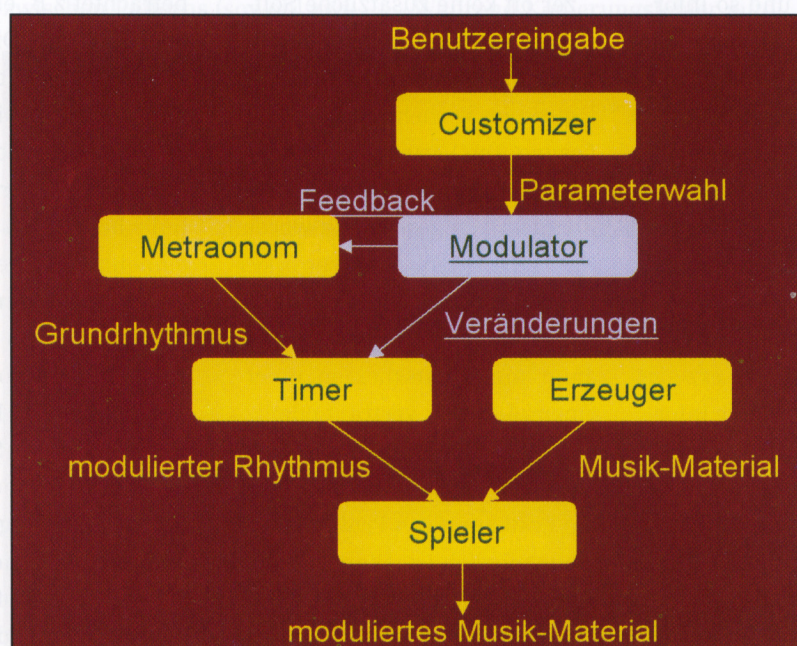 Benutzereingabe
Customizer
Parameterwahl
Feedback
Metraonom
Modulator
Grundrhythmus
Veränderungen
Timer
Erzeuger
modulierter Rhythmus
Musik-Material
Spieler
moduliertes Musik-Material